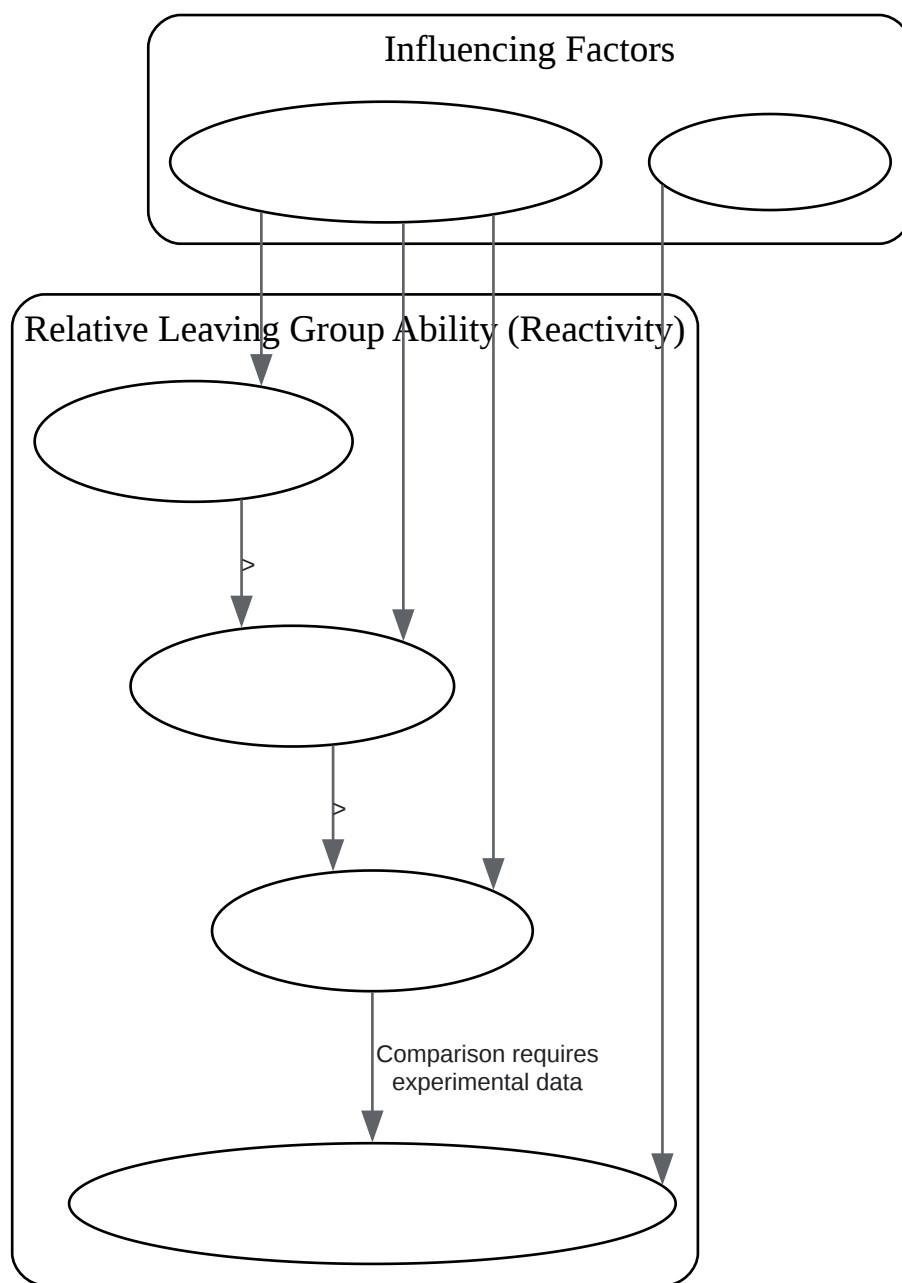 Influencing Factors
Relative Leaving Group Ability (Reactivity)
>
>
Comparison requires
experimental data